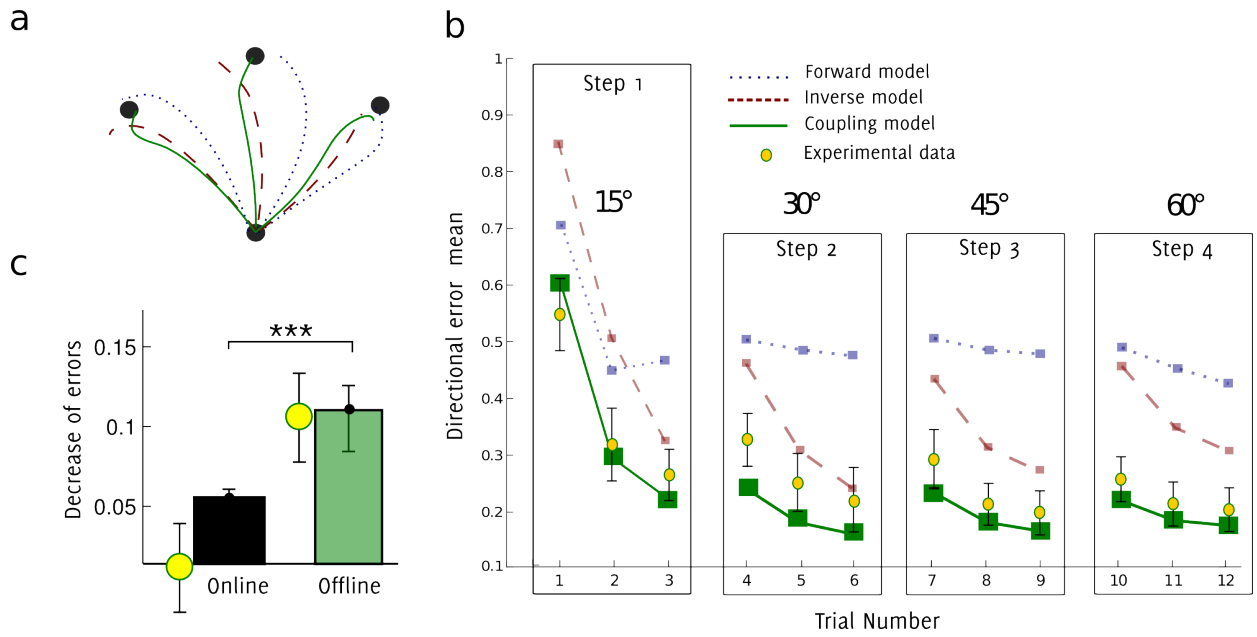 a
b
1
0.9
0.8
0.7
0.6
0.5
0.4
0.3
0.2
0.1
Directional error mean
Step 1
15°
Forward model
Inverse model
Coupling model
Experimental data
30°
45°
60°
Step 2
Step 3
Step 4
1 2 3 4 5 6 7 8 9 10 11 12
Trial Number
c
Decrease of errors
0.15
0.1
0.05
***
Online Offline